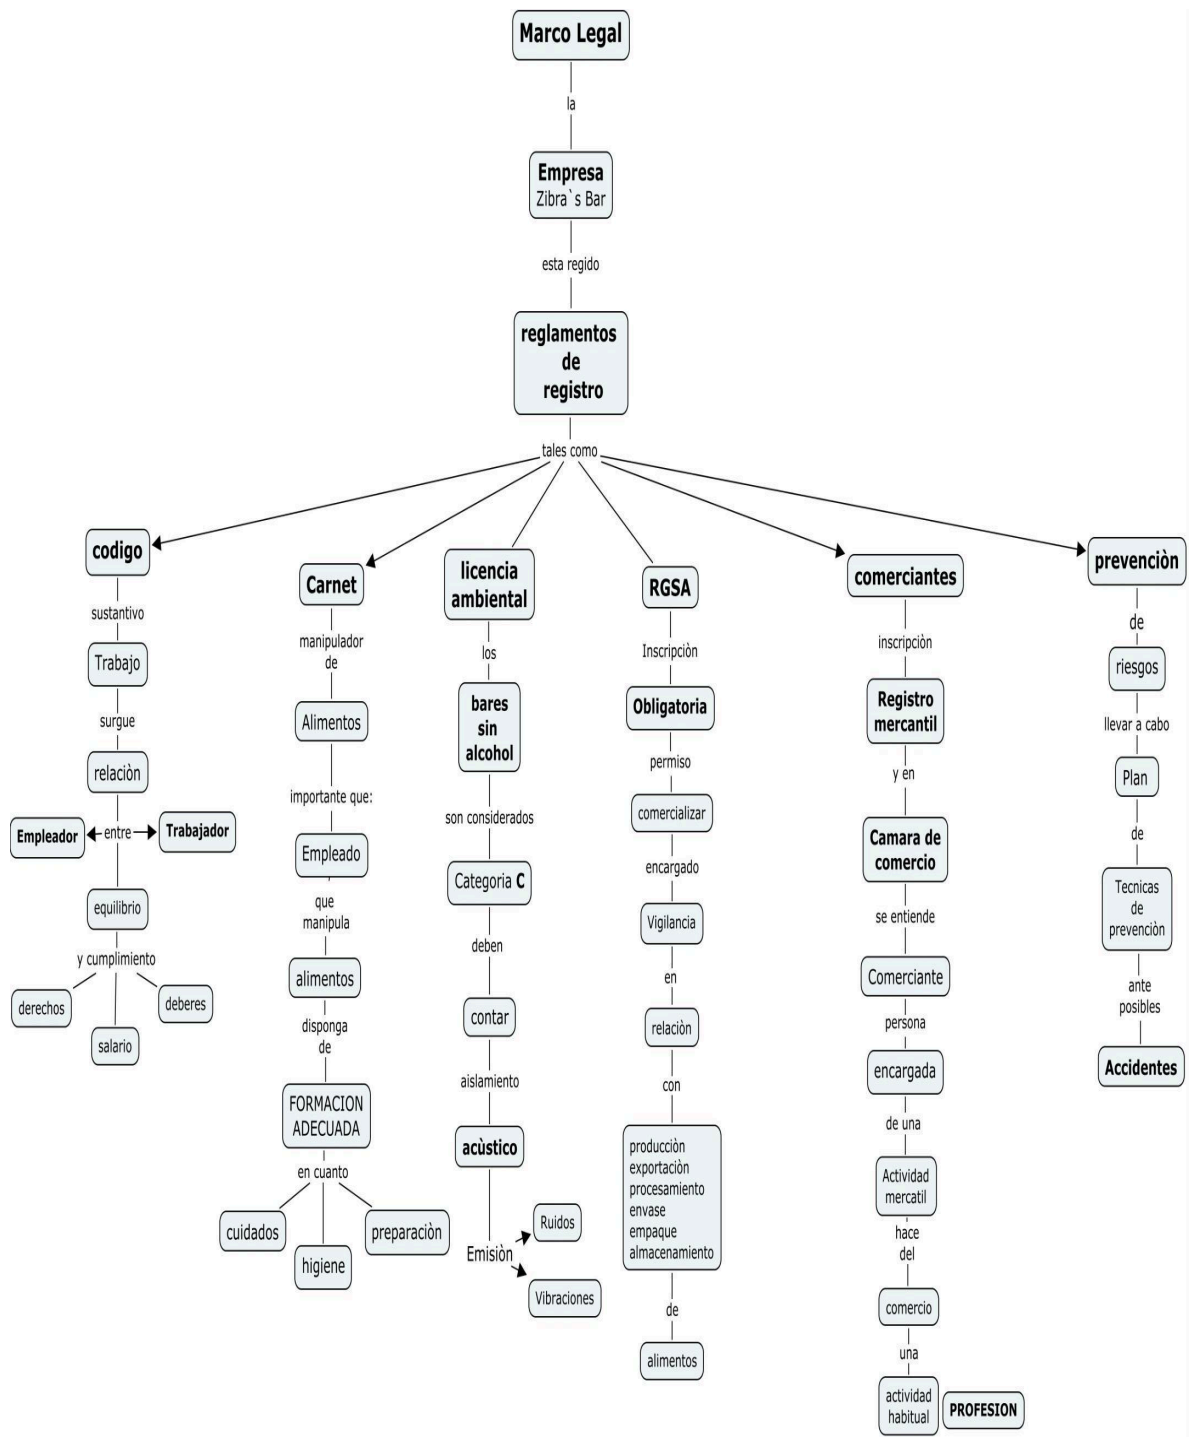 Marco Legal
la
Empresa
Zibra`s Bar
esta regido
reglamentos
de
registro
tales como
codigo
sustantivo
Trabajo
surgue
relaciòn
Empleador
entre
Trabajador
equilibrio
y cumplimiento
derechos
salario
deberes
Carnet
manipulador
de
Alimentos
importante que:
Empleado
que
manipula
alimentos
disponga
de
FORMACION
ADECUADA
en cuanto
cuidados
higiene
preparaciòn
licencia
ambiental
los
bares
sin
alcohol
son considerados
Categoria C
deben
contar
aislamiento
acùstico
Emisiòn
Ruidos
Vibraciones
RGSA
Inscripciòn
Obligatoria
permiso
comercializar
encargado
Vigilancia
en
relaciòn
con
producciòn
exportaciòn
procesamiento
envase
empaque
almacenamiento
de
alimentos
comerciantes
inscripciòn
Registro
mercantil
y en
Camara de
comercio
se entiende
Comerciante
persona
encargada
de una
Actividad
mercatil
hace
del
comercio
una
actividad
habitual
PROFESION
prevenciòn
de
riesgos
llevar a cabo
Plan
de
Tecnicas
de
prevenciòn
ante
posibles
Accidentes